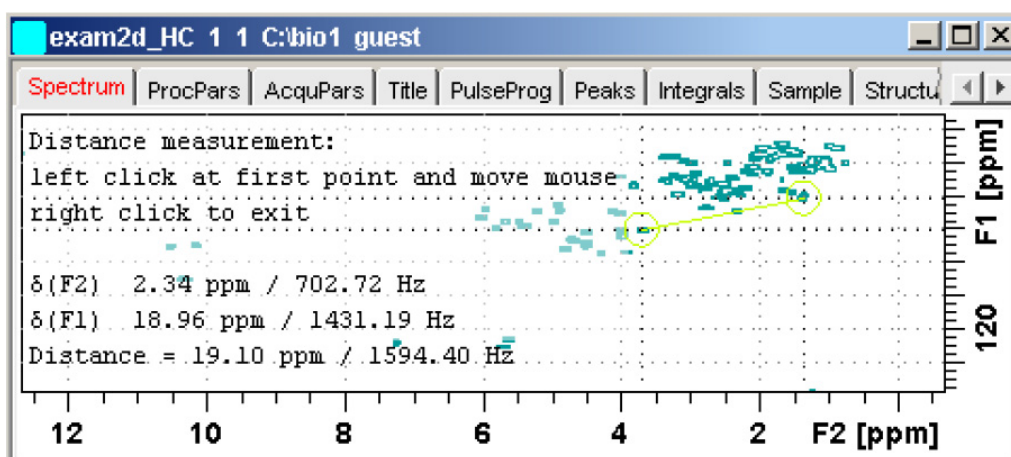 exam2d_HC 1 1 C:\bio1 guest
Spectrum ProcPars AcquPars Title PulseProg Peaks Integrals Sample Structu
Distance measurement:
left click at first point and move mouse
right click to exit
δ(F2) 2.34 ppm / 702.72 Hz
δ(F1) 18.96 ppm / 1431.19 Hz
Distance = 19.10 ppm / 1594.40 Hz
F1 [ppm]
120
12 10 8 6 4 2 F2 [ppm]